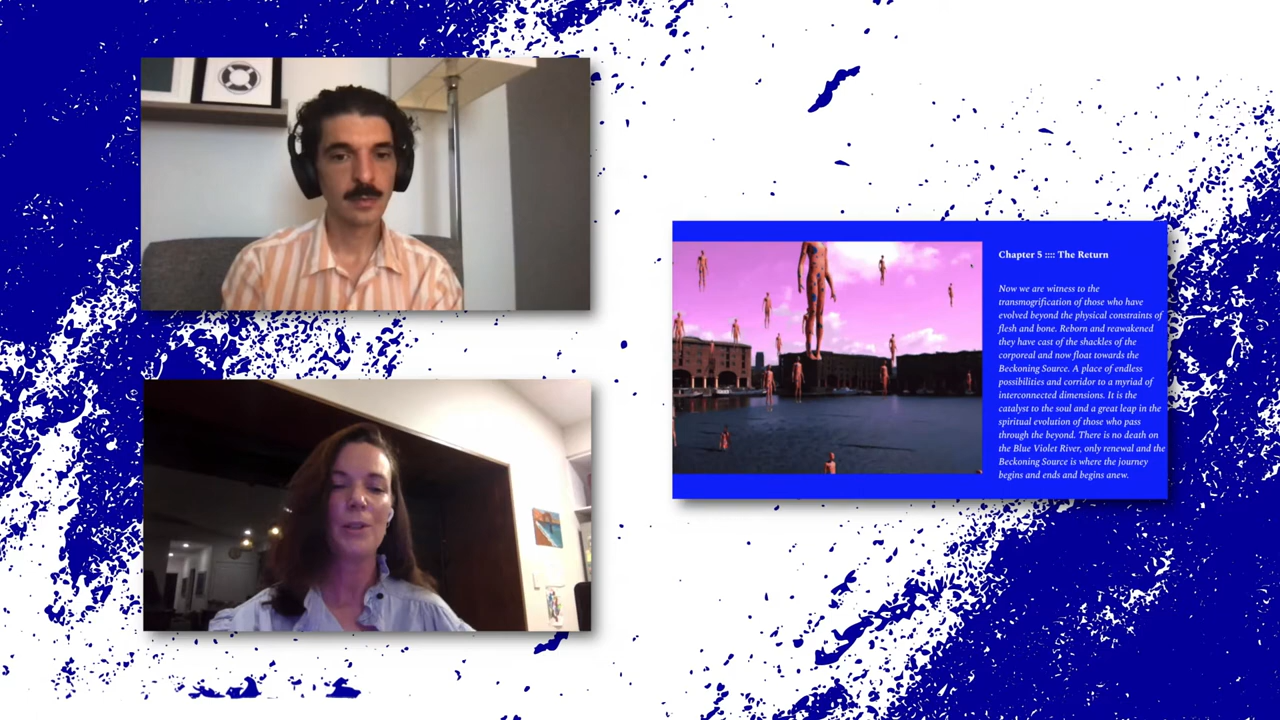 Chapter 5 :::: The Return
Now we are witness to the
transmogrification of those who have
evolved beyond the physical constraints of
flesh and bone. Reborn and reawakened
they have cast of the shackles of the
corporeal and now float towards the
Beckoning Source. A place of endless
possibilities and corridor to a myriad of
interconnected dimensions. It is the
catalyst to the soul and a great leap in the
spiritual evolution of those who pass
through the beyond. There is no death on
the Blue Violet River, only renewal and the
Beckoning Source is where the journey
begins and ends and begins anew.